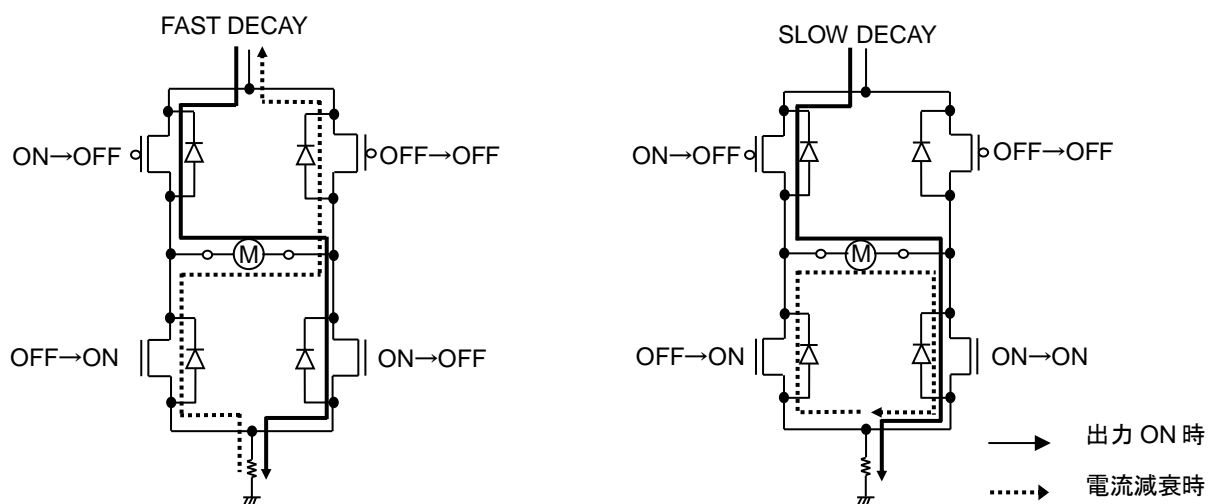 FAST DECAY
SLOW DECAY
ON→OFF
OFF→OFF
ON→OFF
OFF→OFF
M
M
OFF→ON
ON→OFF
OFF→ON
ON→ON
出力 ON 時
電流減衰時